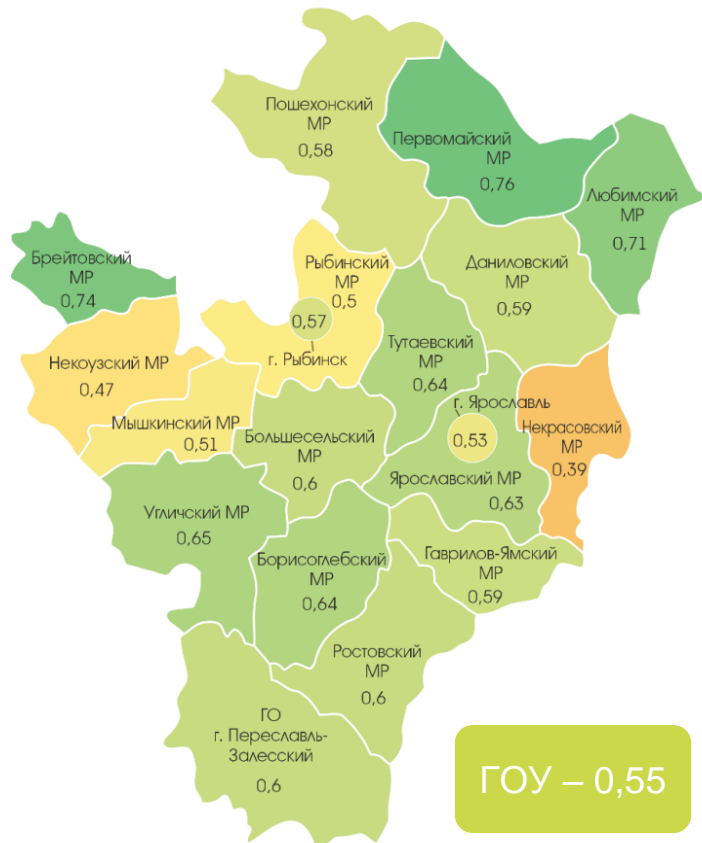 Пошехонский
МР
0,58
Первомайский
МР
0,76
Любимский
МР
0,71
Брейтовский
МР
0,74
Рыбинский
МР
0,5
0,57
г. Рыбинск
Даниловский
МР
0,59
Тутаевский
МР
0,64
Некоузский МР
0,47
Мышкинский МР
0,51
Большесельский
МР
0,6
г. Ярославль
0,53
Ярославский МР
0,63
Некрасовский
МР
0,39
Угличский МР
0,65
Борисоглебский
МР
0,64
Гаврилов-Ямский
МР
0,59
Ростовский
МР
0,6
ГО
г. Переславль-
Залесский
0,6
ГОУ – 0,55